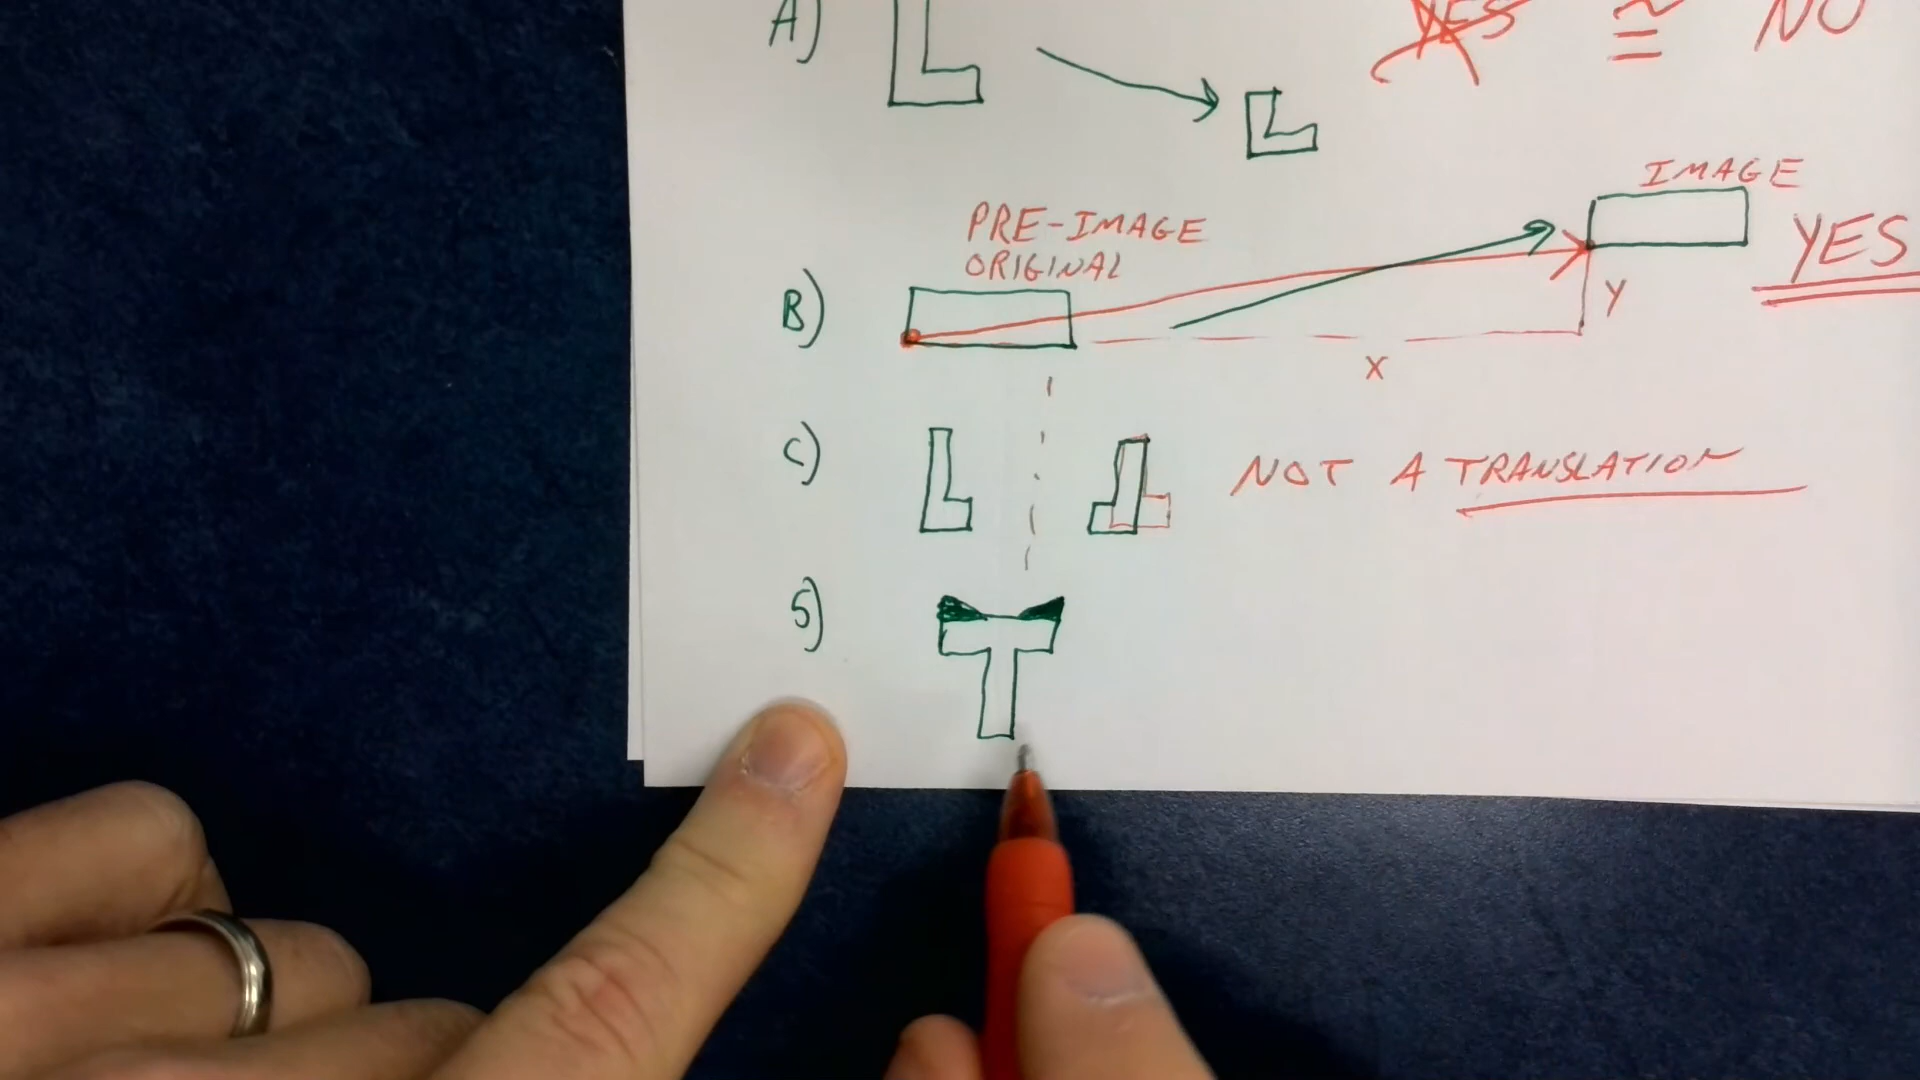 A) YES ≅ NO
IMAGE
PRE-IMAGE
ORIGINAL
YES
B)
Y
X
C) NOT A TRANSLATION
5)